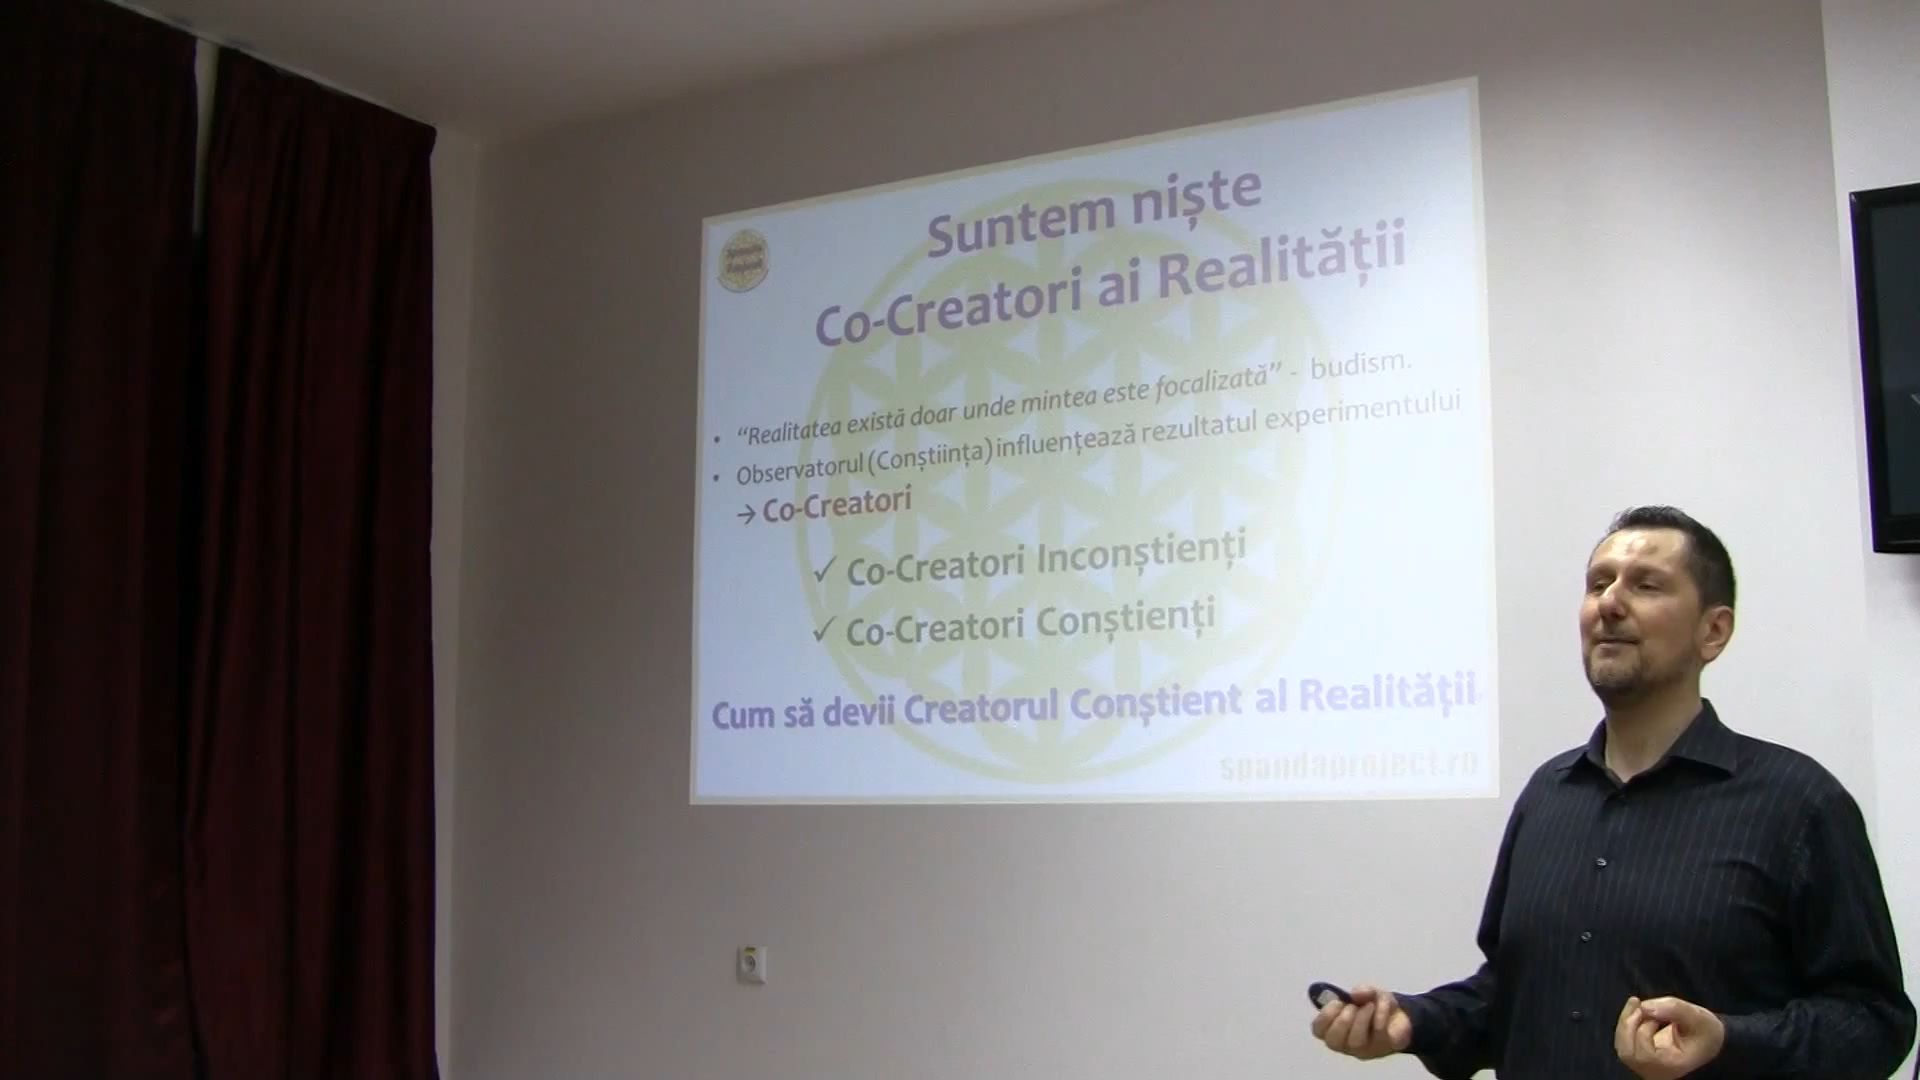 Suntem niște
Co-Creatori ai Realității
• “Realitatea există doar unde mintea este focalizată” - budism.
• Observatorul (Conștiința) influențează rezultatul experimentului
→ Co-Creatori
✓ Co-Creatori Inconștienți
✓ Co-Creatori Conștienți
Cum să devii Creatorul Conștient al Realității
spandaproject.ro